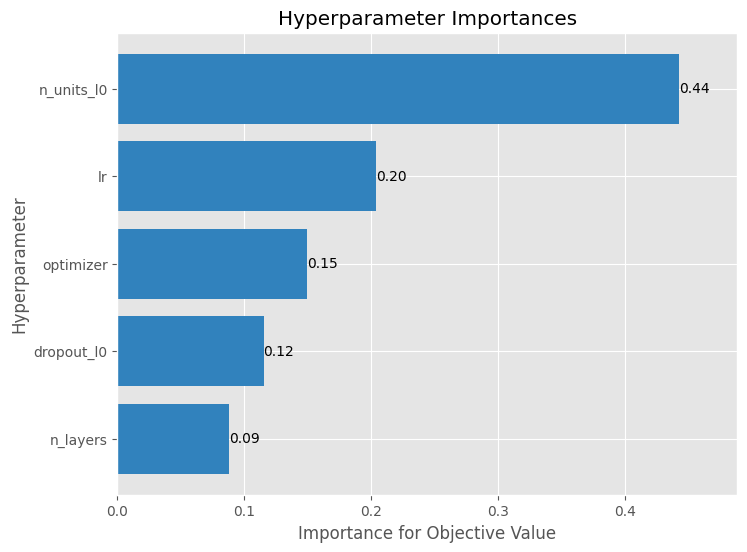 Hyperparameter Importances
Hyperparameter
n_units_l0
0.44
lr
0.20
optimizer
0.15
dropout_l0
0.12
n_layers
0.09
0.0 0.1 0.2 0.3 0.4
Importance for Objective Value